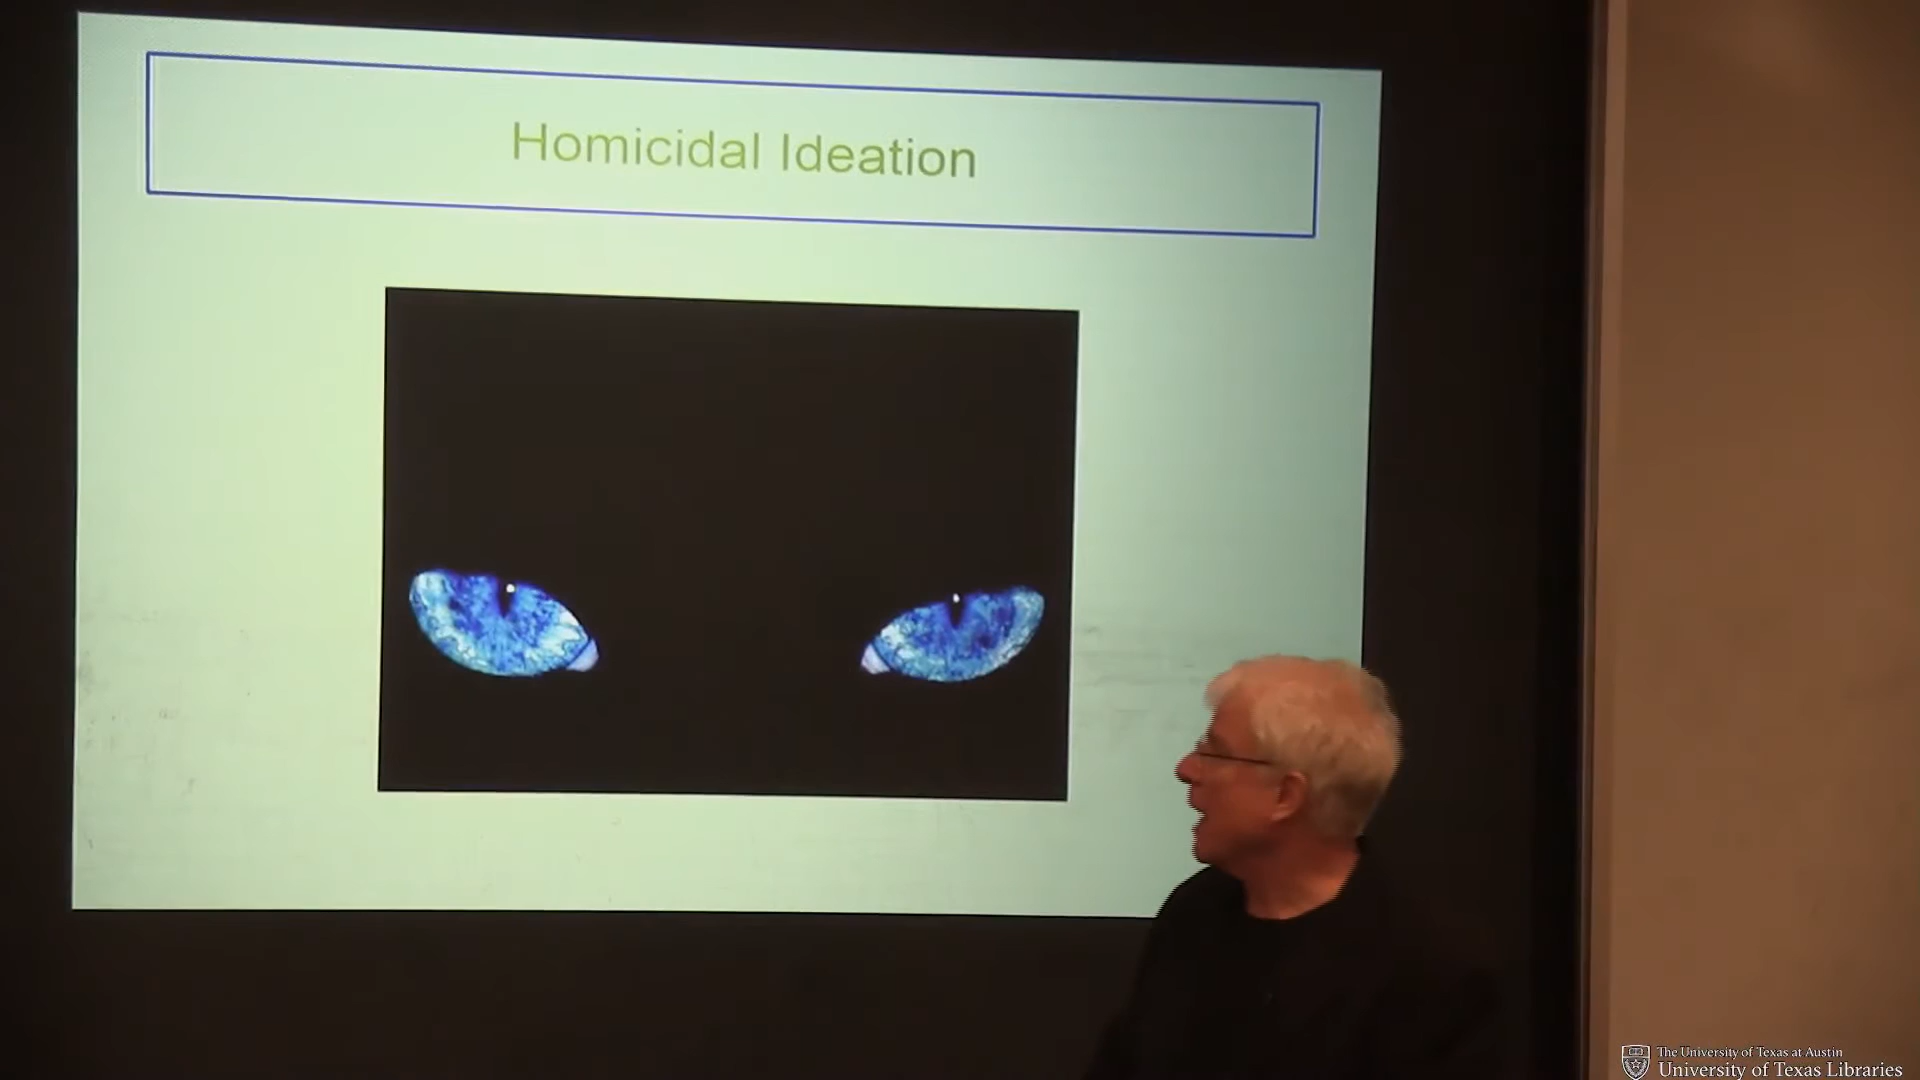 Homicidal Ideation
The University of Texas at Austin
University of Texas Libraries